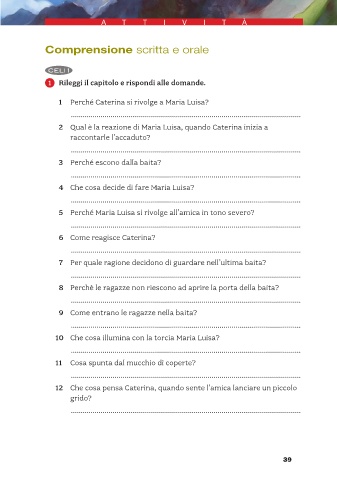 ATTIVITÀ
Comprensione scritta e orale
CELI 1
1 Rileggi il capitolo e rispondi alle domande.
1 Perché Caterina si rivolge a Maria Luisa?
2 Qual è la reazione di Maria Luisa, quando Caterina inizia a
raccontarle l'accaduto?
3 Perché escono dalla baita?
4 Che cosa decide di fare Maria Luisa?
5 Perché Maria Luisa si rivolge all'amica in tono severo?
6 Come reagisce Caterina?
7 Per quale ragione decidono di guardare nell'ultima baita?
8 Perché le ragazze non riescono ad aprire la porta della baita?
9 Come entrano le ragazze nella baita?
10 Che cosa illumina con la torcia Maria Luisa?
11 Cosa spunta dal mucchio di coperte?
12 Che cosa pensa Caterina, quando sente l'amica lanciare un piccolo
grido?
39